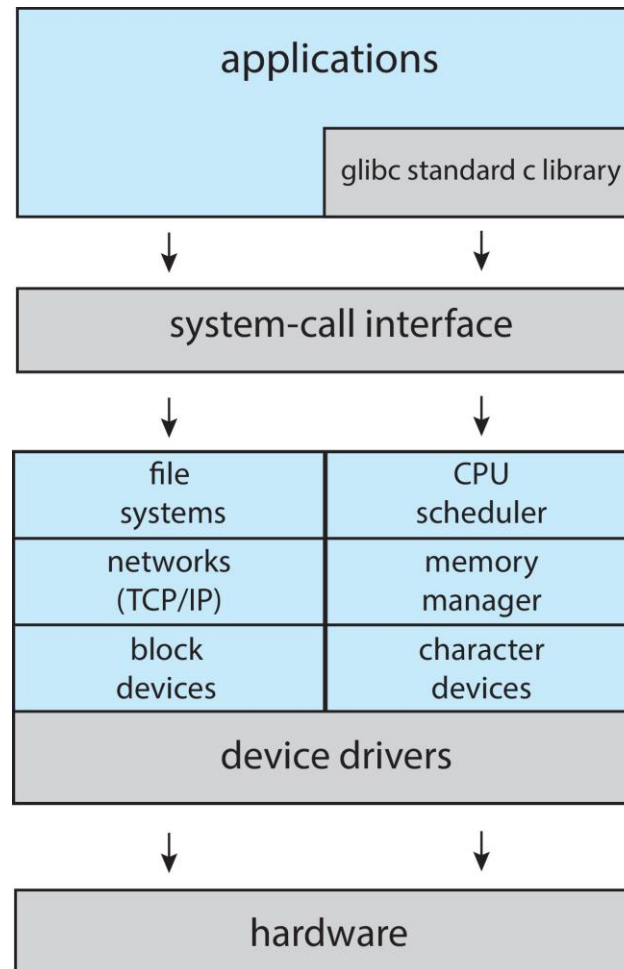 applications
glibc standard c library
system-call interface
file
systems
CPU
scheduler
networks
(TCP/IP)
memory
manager
block
devices
character
devices
device drivers
hardware